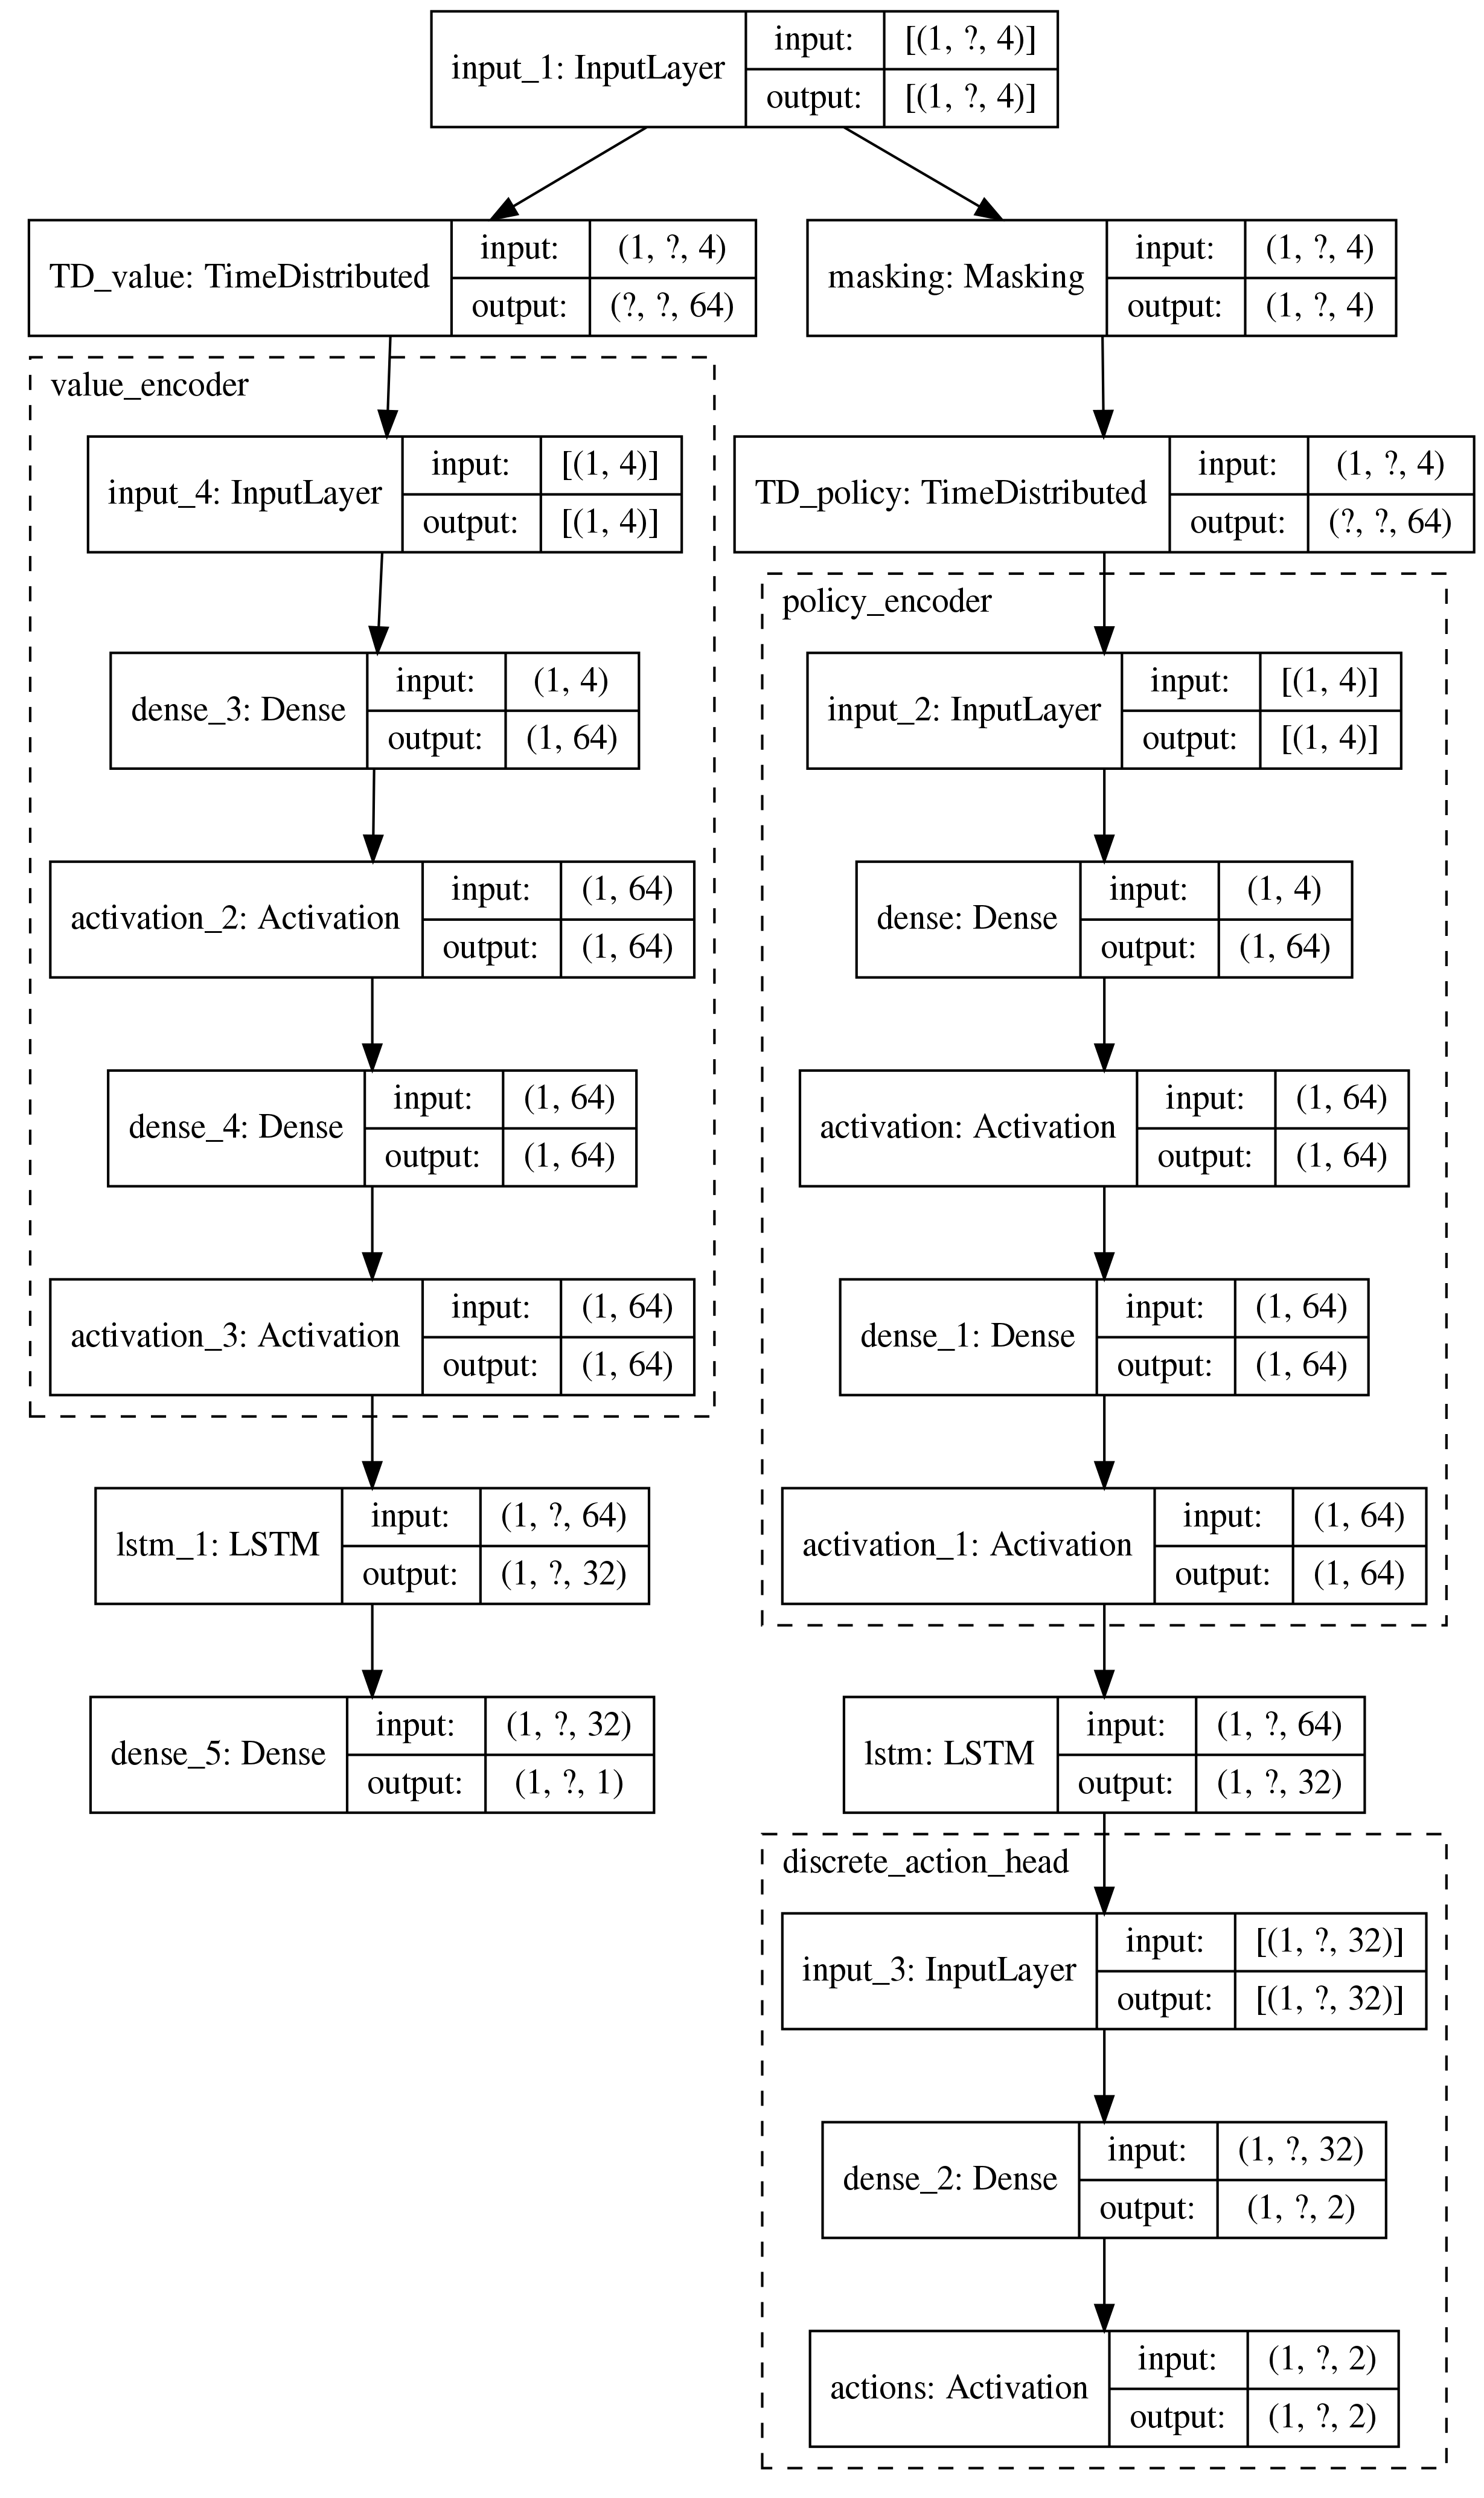 input_1: InputLayer
input: [(1, ?, 4)]
output: [(1, ?, 4)]
TD_value: TimeDistributed
input: (1, ?, 4)
output: (?, ?, 64)
masking: Masking
input: (1, ?, 4)
output: (1, ?, 4)
value_encoder
input_4: InputLayer
input: [(1, 4)]
output: [(1, 4)]
TD_policy: TimeDistributed
input: (1, ?, 4)
output: (?, ?, 64)
policy_encoder
dense_3: Dense
input: (1, 4)
output: (1, 64)
input_2: InputLayer
input: [(1, 4)]
output: [(1, 4)]
activation_2: Activation
input: (1, 64)
output: (1, 64)
dense: Dense
input: (1, 4)
output: (1, 64)
dense_4: Dense
input: (1, 64)
output: (1, 64)
activation: Activation
input: (1, 64)
output: (1, 64)
activation_3: Activation
input: (1, 64)
output: (1, 64)
dense_1: Dense
input: (1, 64)
output: (1, 64)
lstm_1: LSTM
input: (1, ?, 64)
output: (1, ?, 32)
activation_1: Activation
input: (1, 64)
output: (1, 64)
dense_5: Dense
input: (1, ?, 32)
output: (1, ?, 1)
lstm: LSTM
input: (1, ?, 64)
output: (1, ?, 32)
discrete_action_head
input_3: InputLayer
input: [(1, ?, 32)]
output: [(1, ?, 32)]
dense_2: Dense
input: (1, ?, 32)
output: (1, ?, 2)
actions: Activation
input: (1, ?, 2)
output: (1, ?, 2)